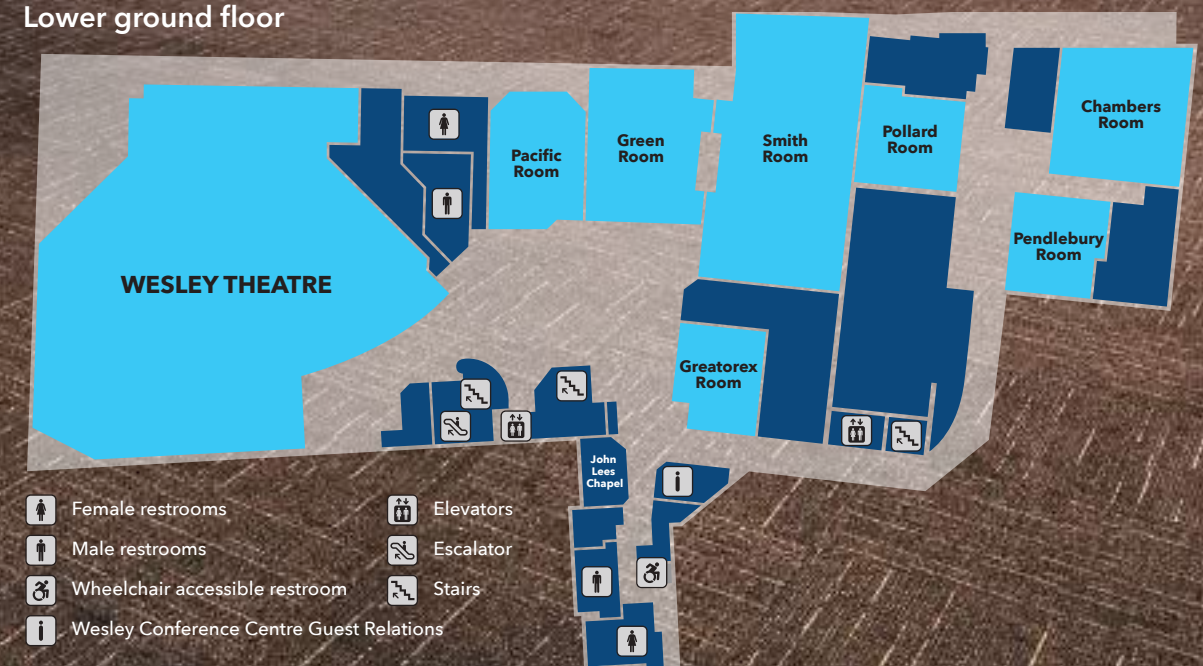 Lower ground floor
WESLEY THEATRE
Pacific
Room
Green
Room
Smith
Room
Pollard
Room
Chambers
Room
Pendlebury
Room
Greatorex
Room
John
Lees
Chapel
Female restrooms
Male restrooms
Wheelchair accessible restroom
Wesley Conference Centre Guest Relations
Elevators
Escalator
Stairs